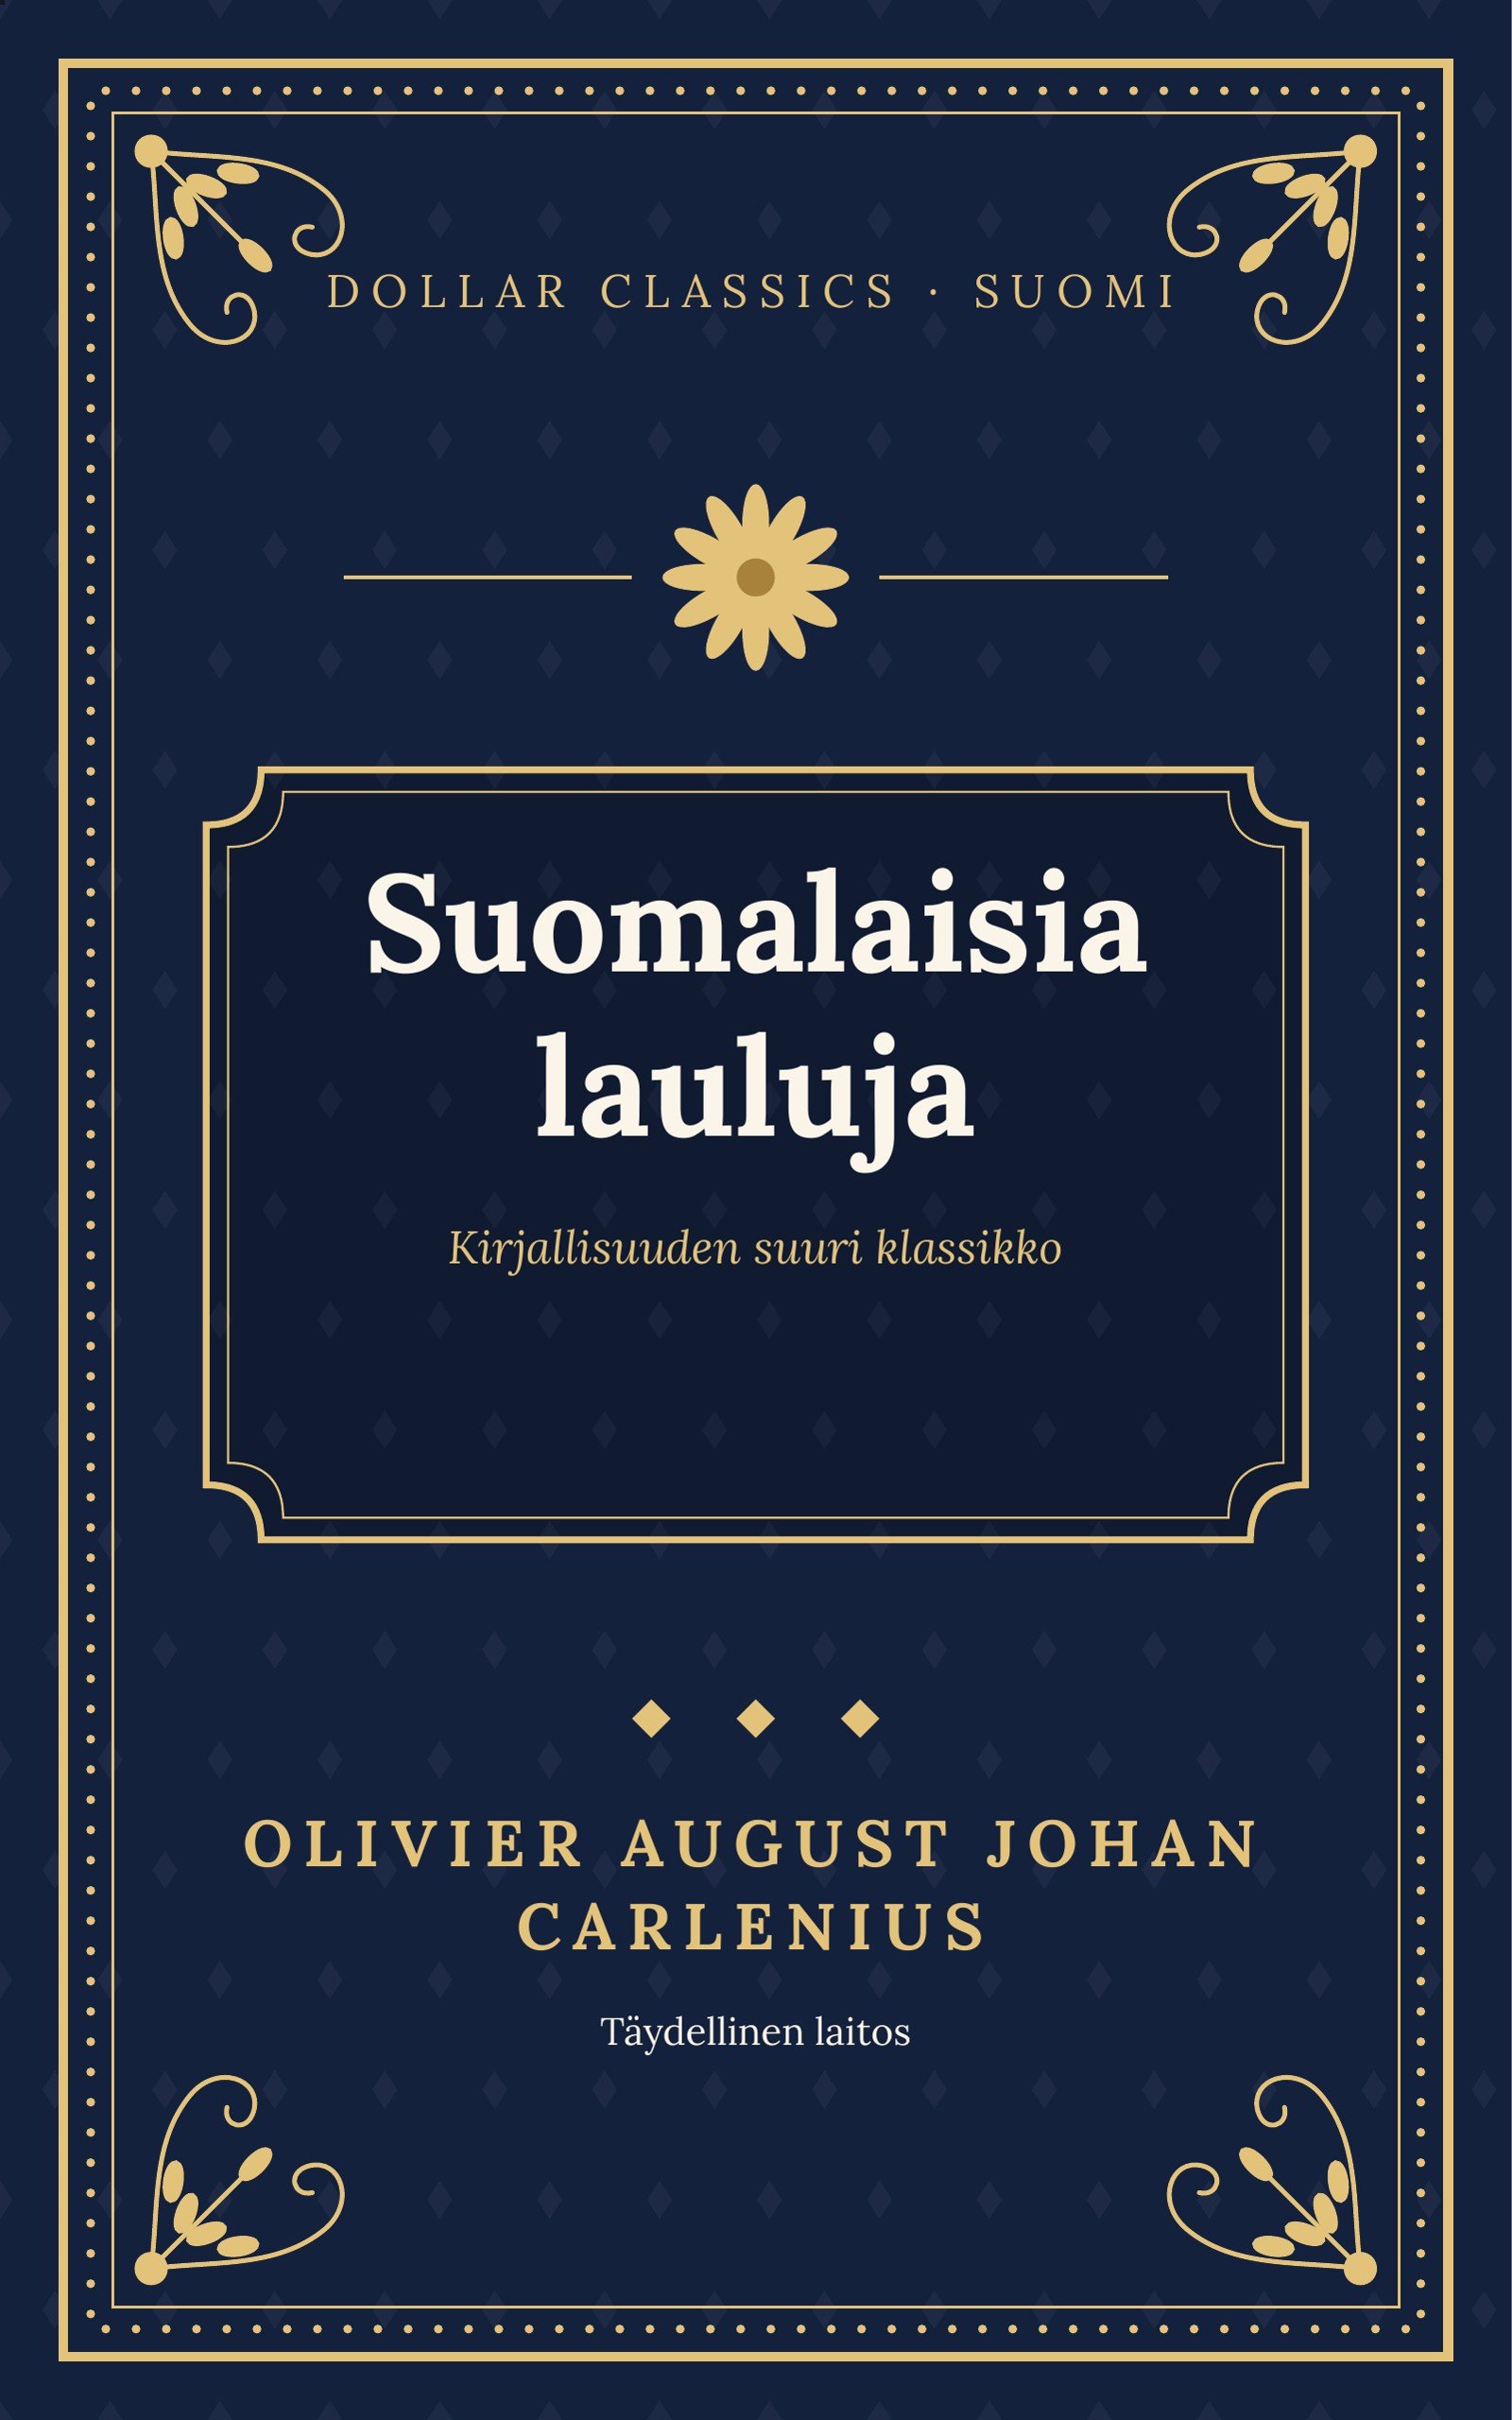 DOLLAR CLASSICS · SUOMI
Suomalaisia
lauluja
Kirjallisuuden suuri klassikko
OLIVIER AUGUST JOHAN
CARLENIUS
Täydellinen laitos